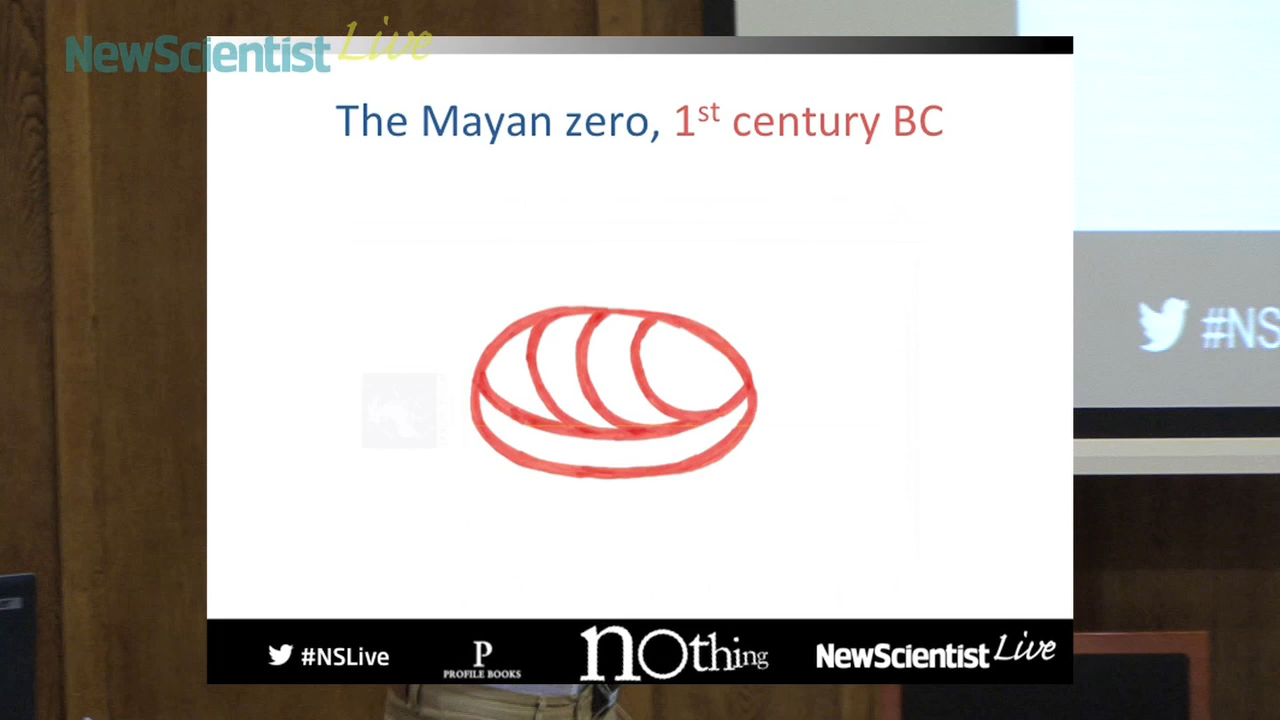 NewScientist Live
The Mayan zero, 1st century BC
#NS
#NSLive
P
PROFILE BOOKS
nothing
NewScientist Live